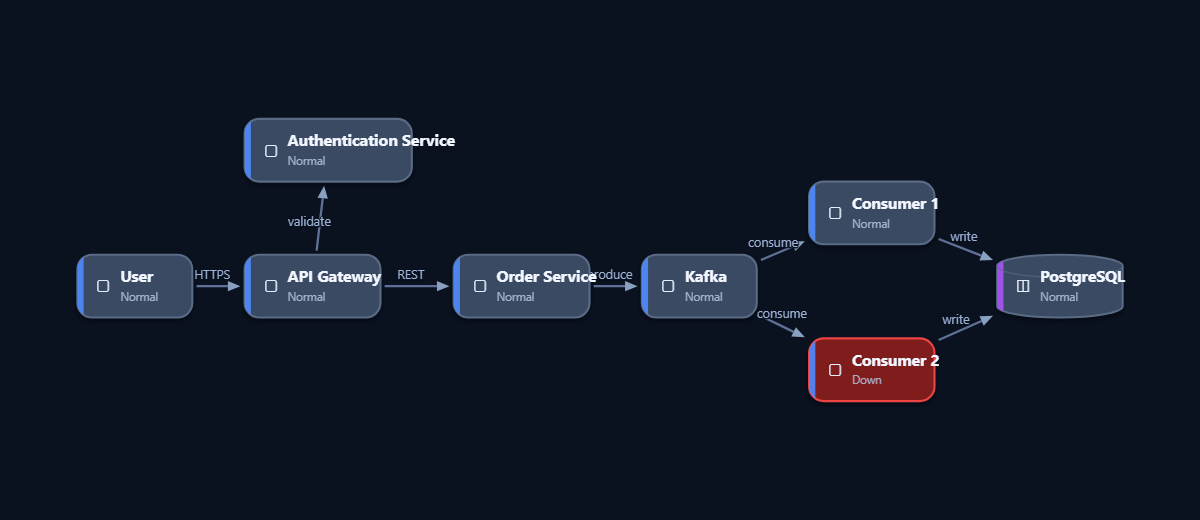 Authentication Service
Normal
validate
User
Normal
HTTPS
API Gateway
Normal
REST
Order Service
Normal
roduce
Kafka
Normal
consume
Consumer 1
Normal
write
consume
Consumer 2
Down
write
PostgreSQL
Normal